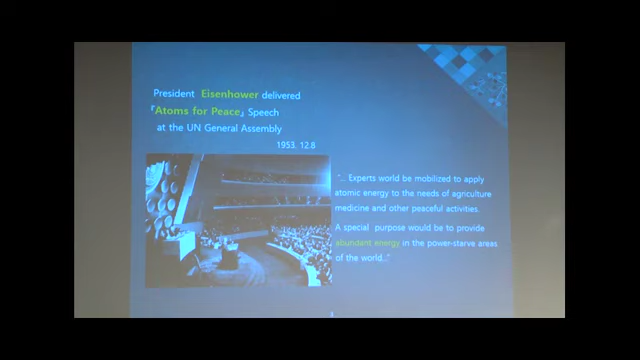 President Eisenhower delivered
「Atoms for Peace」 Speech
at the UN General Assembly
1953. 12.8
"... Experts world be mobilized to apply
atomic energy to the needs of agriculture
medicine and other peaceful activities.
A special purpose would be to provide
abundant energy in the power-starve areas
of the world..."